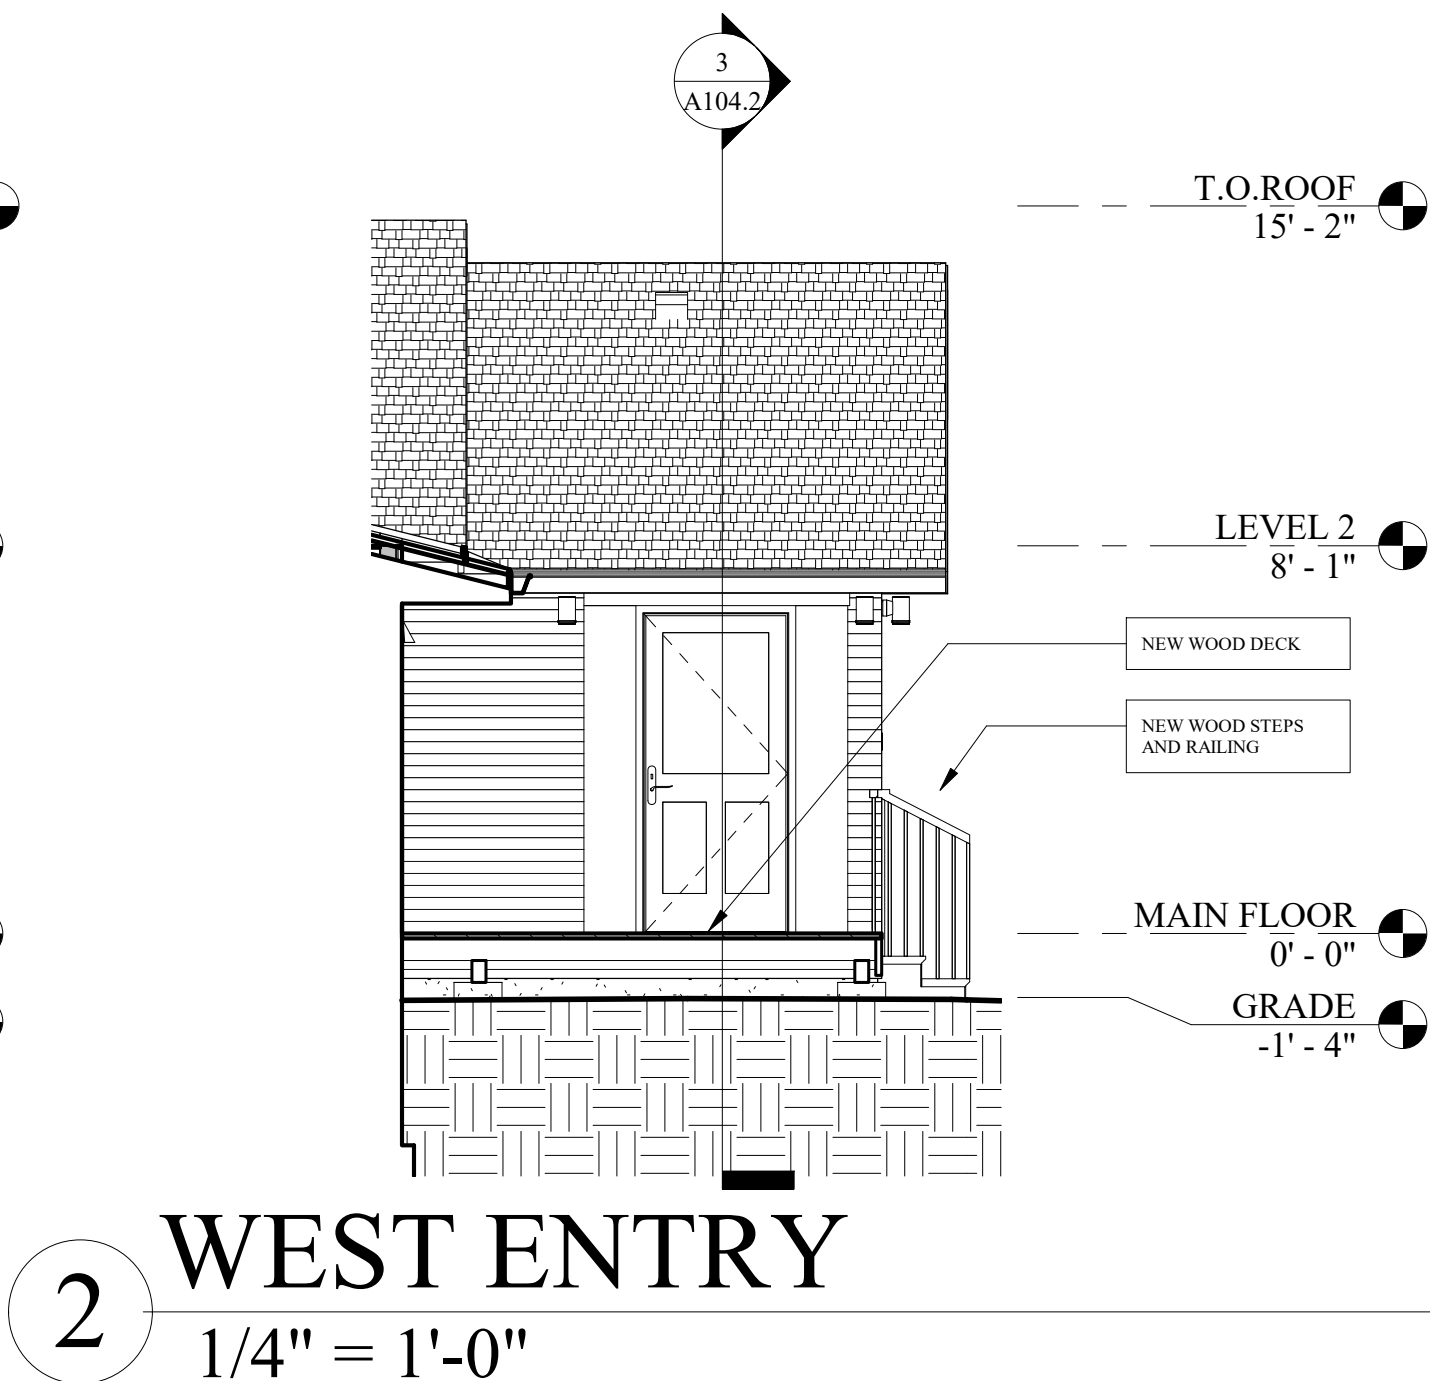 3
A104.2
T.O.ROOF
15' - 2"
LEVEL 2
8' - 1"
NEW WOOD DECK
NEW WOOD STEPS
AND RAILING
MAIN FLOOR
0' - 0"
GRADE
-1' - 4"
WEST ENTRY
2
1/4" = 1'-0"